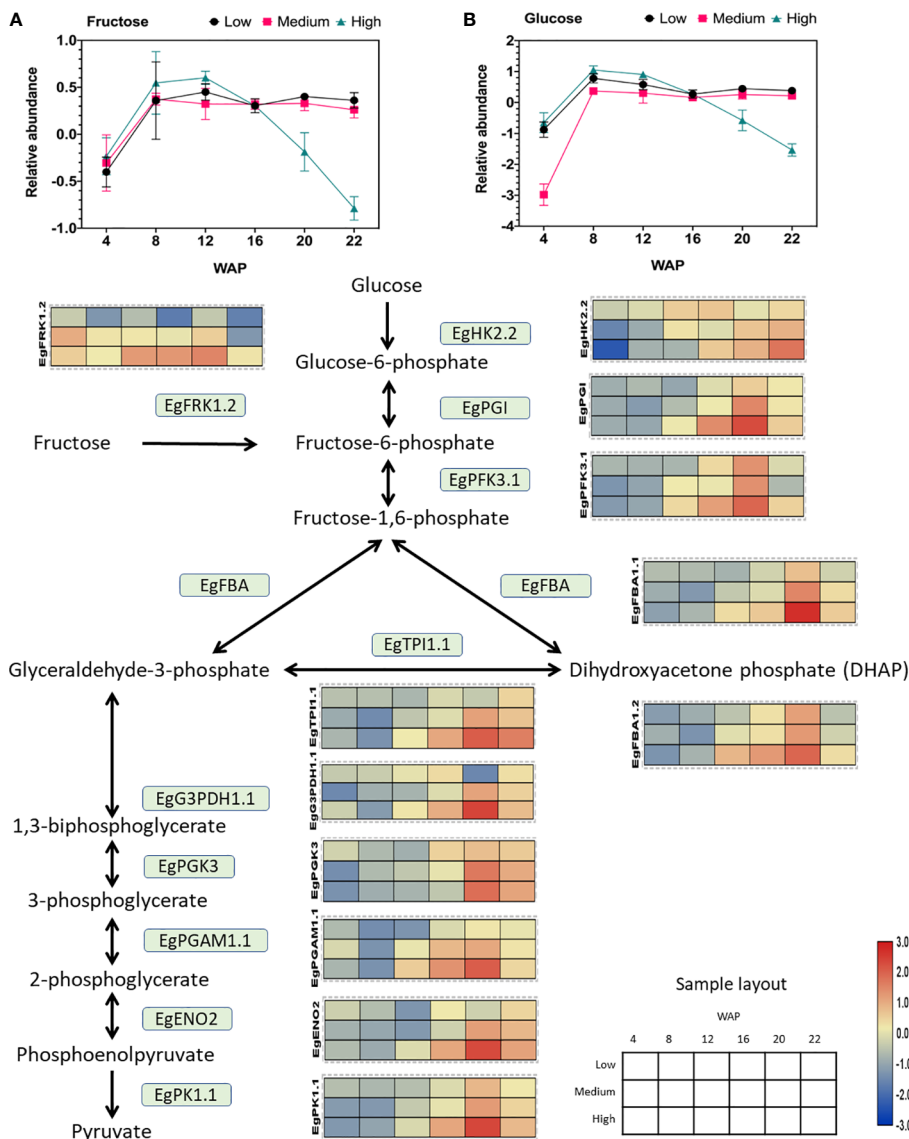 A Fructose Low Medium High
B Glucose Low Medium High
Relative abundance
1.0
0.5
0.0
-0.5
-1.0
4 8 12 16 20 22
WAP
Relative abundance
2
1
0
-1
-2
-3
-4
4 8 12 16 20 22
WAP
Glucose
EgFRK1.2
EgHK2.2
EgHK2.2
Glucose-6-phosphate
EgFRK1.2
EgPGI
EgPGI
Fructose
Fructose-6-phosphate
EgPFK3.1
EgPFK3.1
Fructose-1,6-phosphate
EgFBA
EgFBA
EgFBA1.1
EgTPI1.1
Glyceraldehyde-3-phosphate
Dihydroxyacetone phosphate (DHAP)
EgTPI1.1
EgFBA1.2
EgG3PDH1.1
EgG3PDH1.1
1,3-biphosphoglycerate
EgPGK3
EgPGK3
3-phosphoglycerate
EgPGAM1.1
EgPGAM1.1
2-phosphoglycerate
EgENO2
EgENO2
Phosphoenolpyruvate
EgPK1.1
EgPK1.1
Pyruvate
Sample layout
WAP
4 8 12 16 20 22
Low
Medium
High
3.0
2.0
1.0
0.0
-1.0
-2.0
-3.0